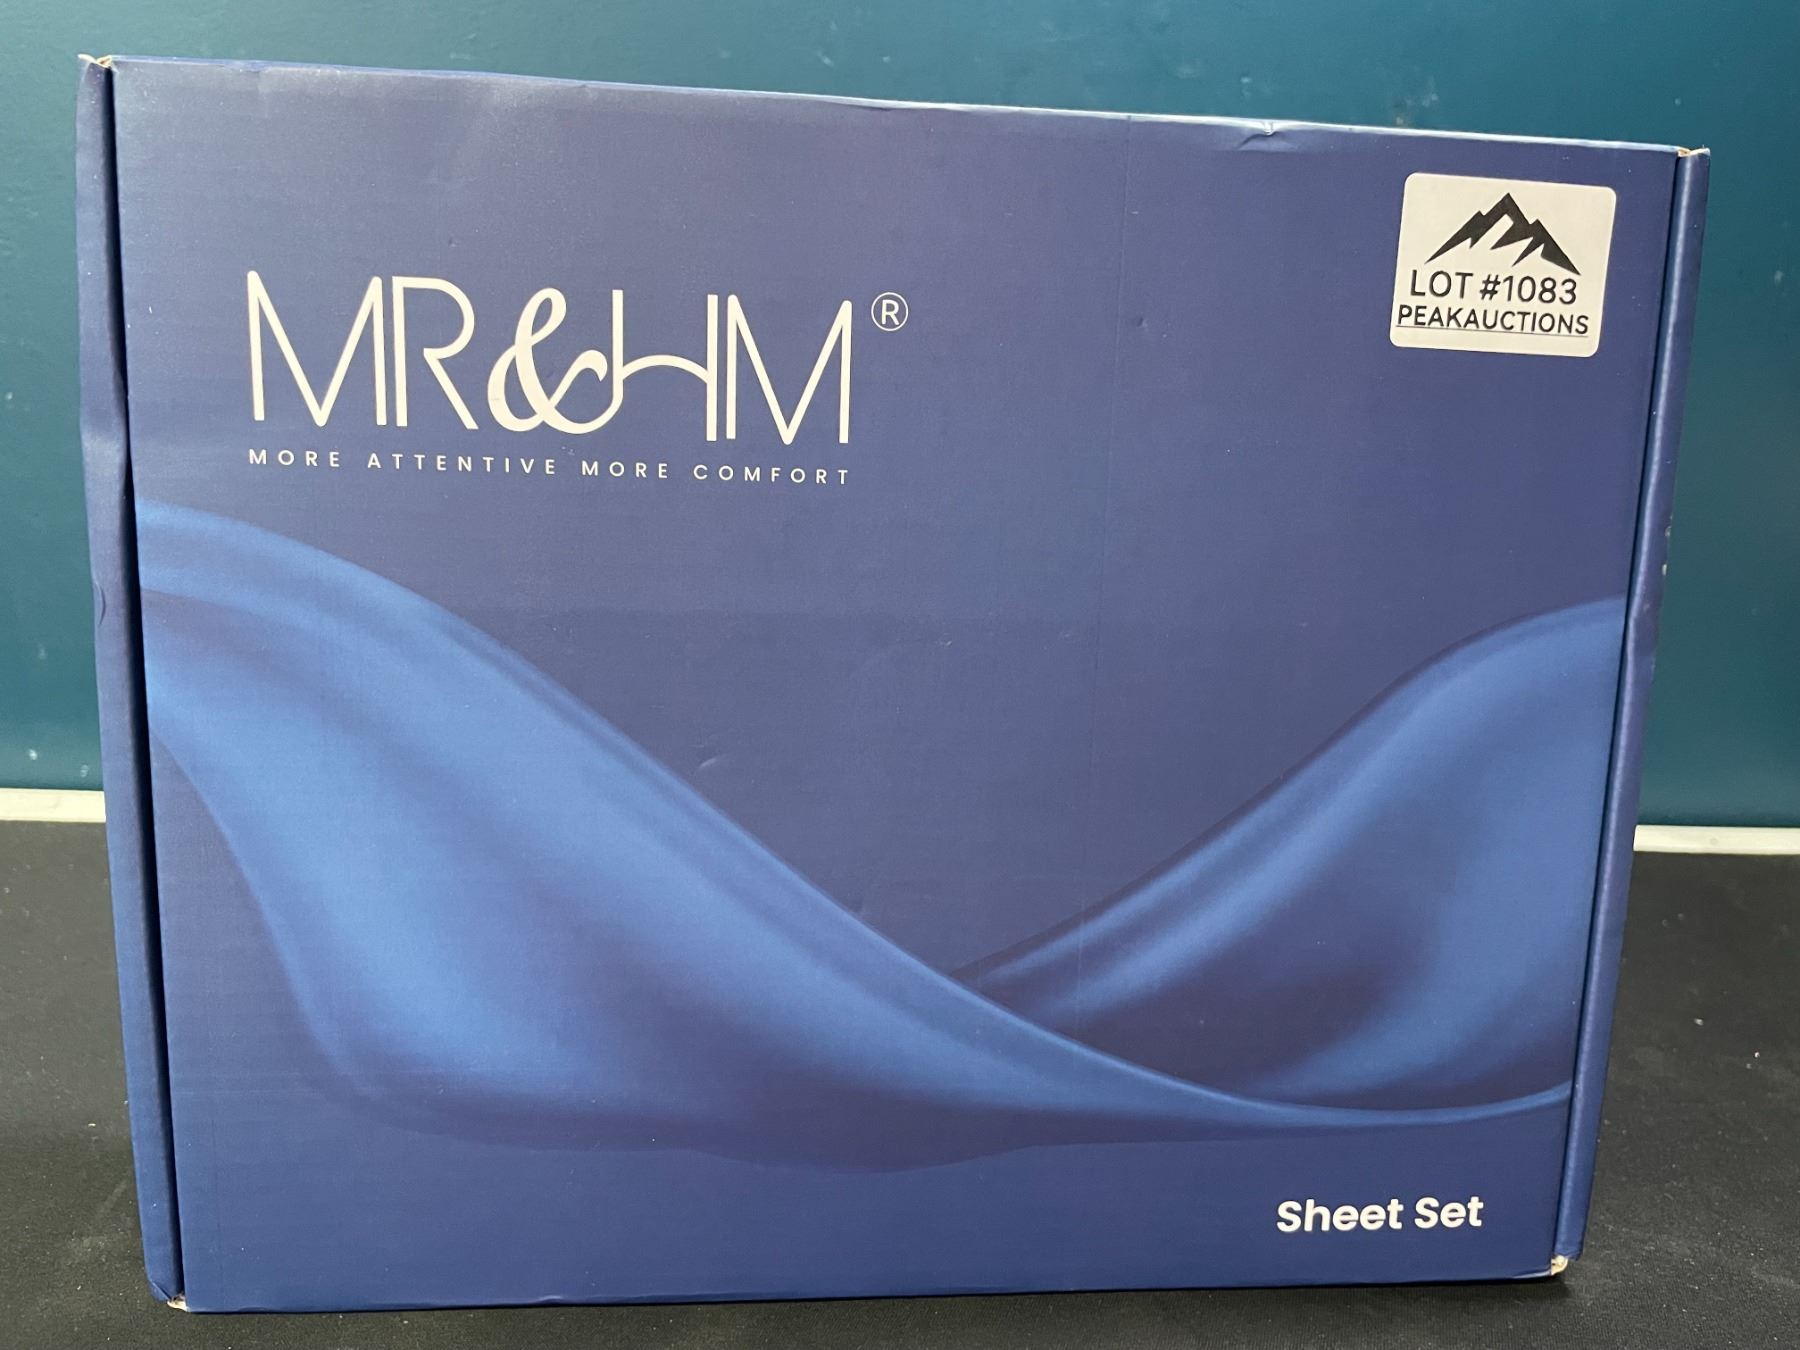 MR&HM®
MORE ATTENTIVE MORE COMFORT
LOT #1083
PEAKAUCTIONS
Sheet Set